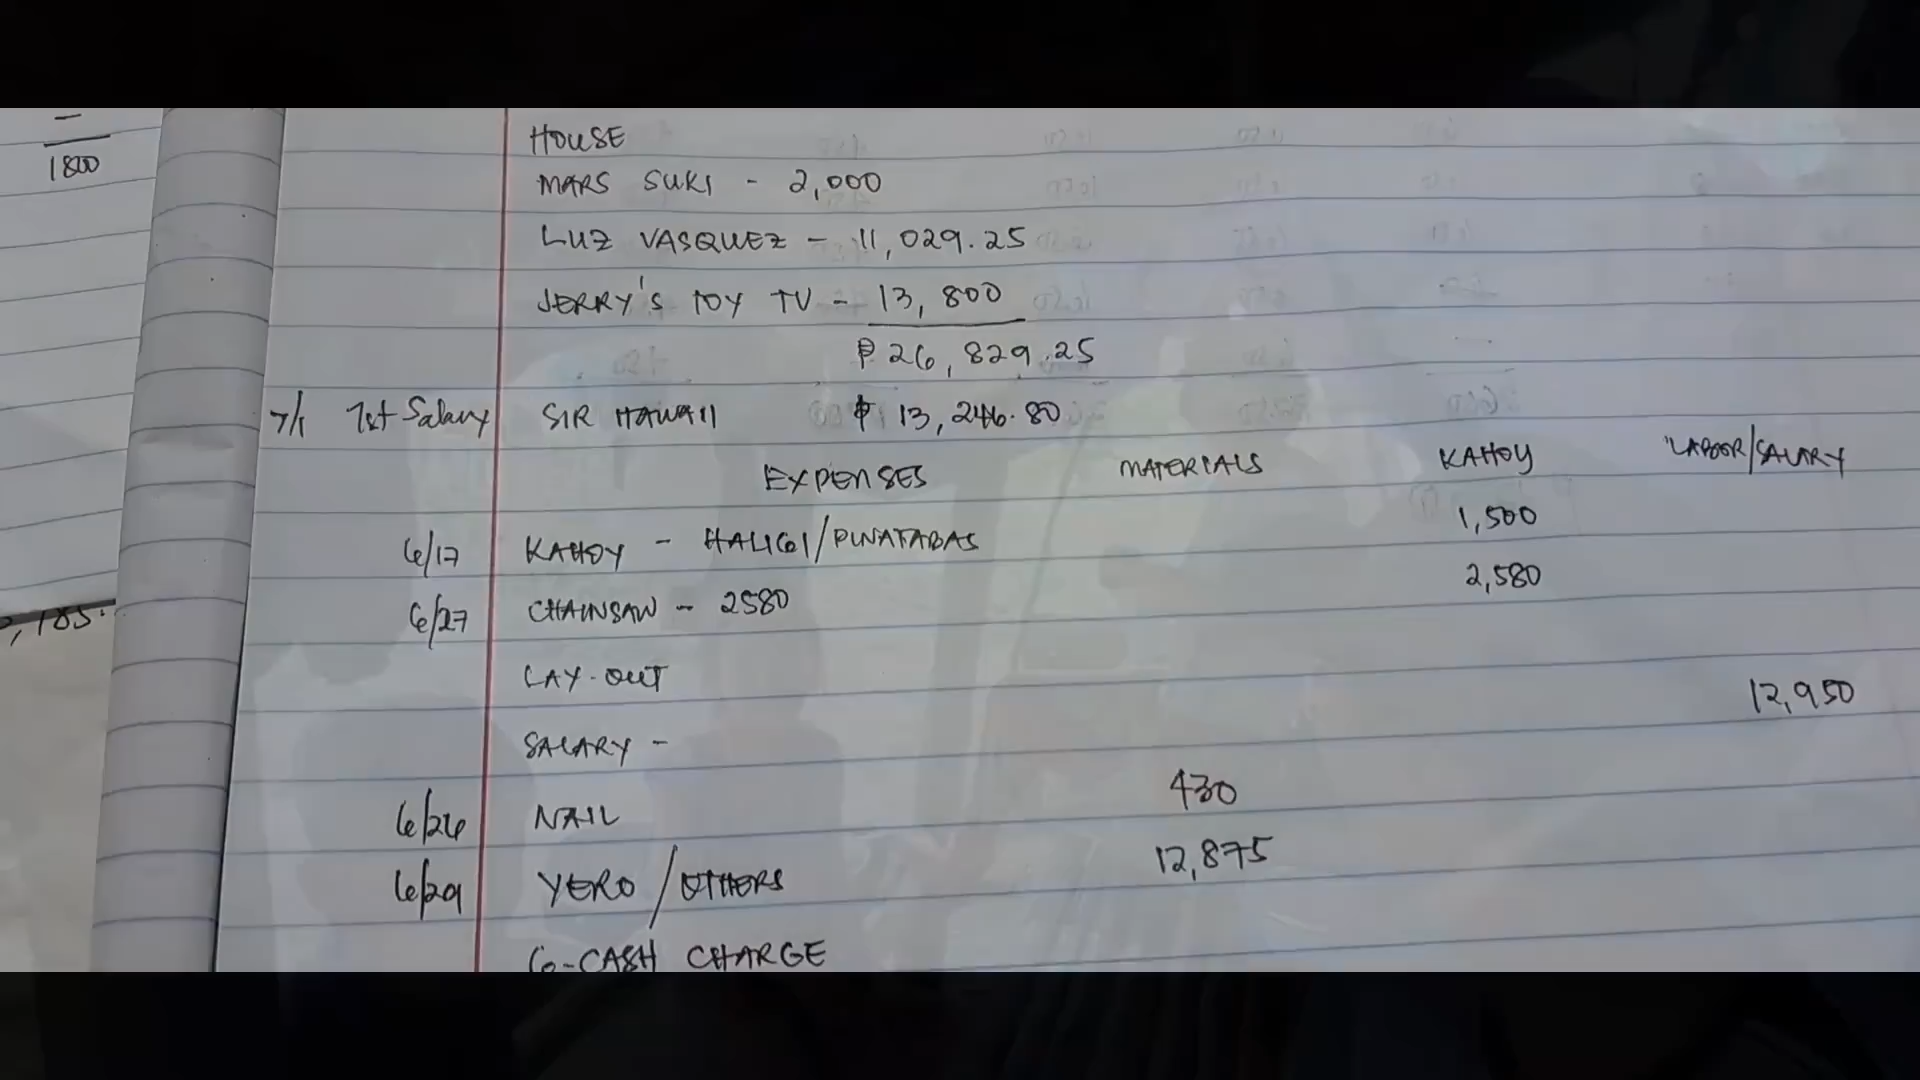 1800
,185.
HOUSE
MARS SUKI - 2,000
LUZ VASQUEZ - 11,029.25
JERRY'S TOY TV - 13,800
₱ 26,829.25
7/1 1st Salary SIR HAWAII ₱ 13,246.80
EXPENSES MATERIALS KAHOY LABOR/SALARY
6/17 KAHOY - HALIGI/PINATABAS 1,500
6/27 CHAINSAW - 2580 2,580
LAY-OUT
SALARY - 12,950
6/26 NAIL 430
6/29 YERO/OTHERS 12,875
G-CASH CHARGE